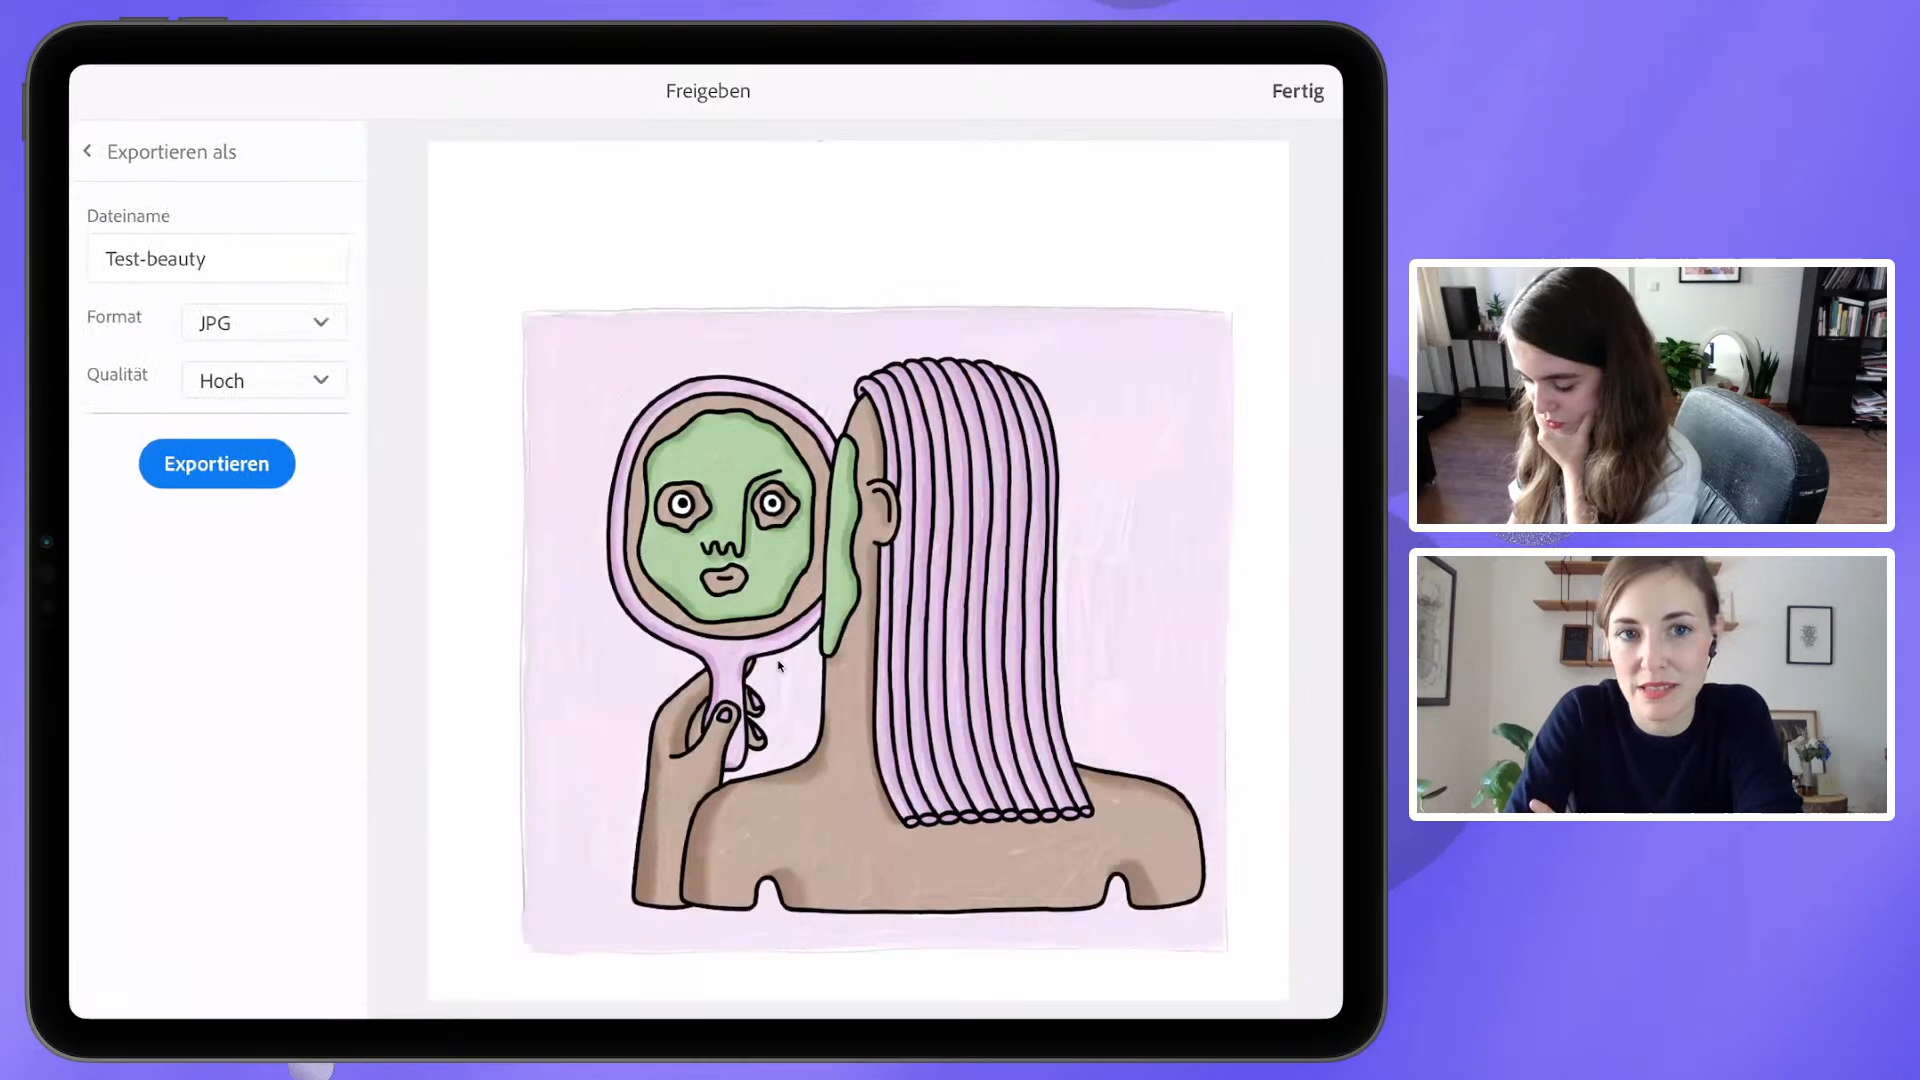 Freigeben
Fertig
Exportieren als
Dateiname
Test-beauty
Format
JPG
Qualität
Hoch
Exportieren